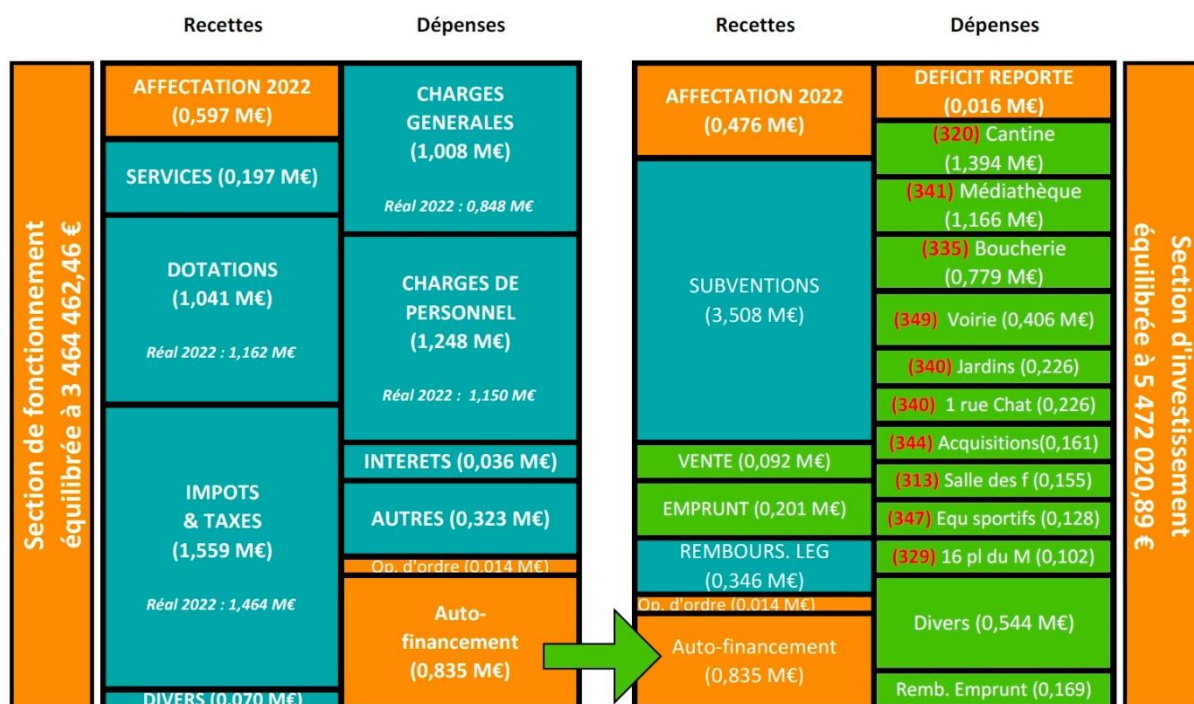 Recettes
Dépenses
Recettes
Dépenses
Section de fonctionnement
équilibrée à 3 464 462,46 €
AFFECTATION 2022
(0,597 M€)
SERVICES (0,197 M€)
DOTATIONS
(1,041 M€)
Réal 2022 : 1,162 M€
IMPOTS
& TAXES
(1,559 M€)
Réal 2022 : 1,464 M€
DIVERS (0,070 M€)
CHARGES
GENERALES
(1,008 M€)
Réal 2022 : 0,848 M€
CHARGES DE
PERSONNEL
(1,248 M€)
Réal 2022 : 1,150 M€
INTERETS (0,036 M€)
AUTRES (0,323 M€)
Op. d'ordre (0.014 M€)
Auto-
financement
(0,835 M€)
AFFECTATION 2022
(0,476 M€)
SUBVENTIONS
(3,508 M€)
VENTE (0,092 M€)
EMPRUNT (0,201 M€)
REMBOURS. LEG
(0,346 M€)
Op. d'ordre (0.014 M€)
Auto-financement
(0,835 M€)
DEFICIT REPORTE
(0,016 M€)
(320) Cantine
(1,394 M€)
(341) Médiathèque
(1,166 M€)
(335) Boucherie
(0,779 M€)
(349) Voirie (0,406 M€)
(340) Jardins (0,226)
(340) 1 rue Chat (0,226)
(344) Acquisitions(0,161)
(313) Salle des f (0,155)
(347) Equ sportifs (0,128)
(329) 16 pl du M (0,102)
Divers (0,544 M€)
Remb. Emprunt (0,169)
Section d'investissement
équilibrée à 5 472 020,89 €